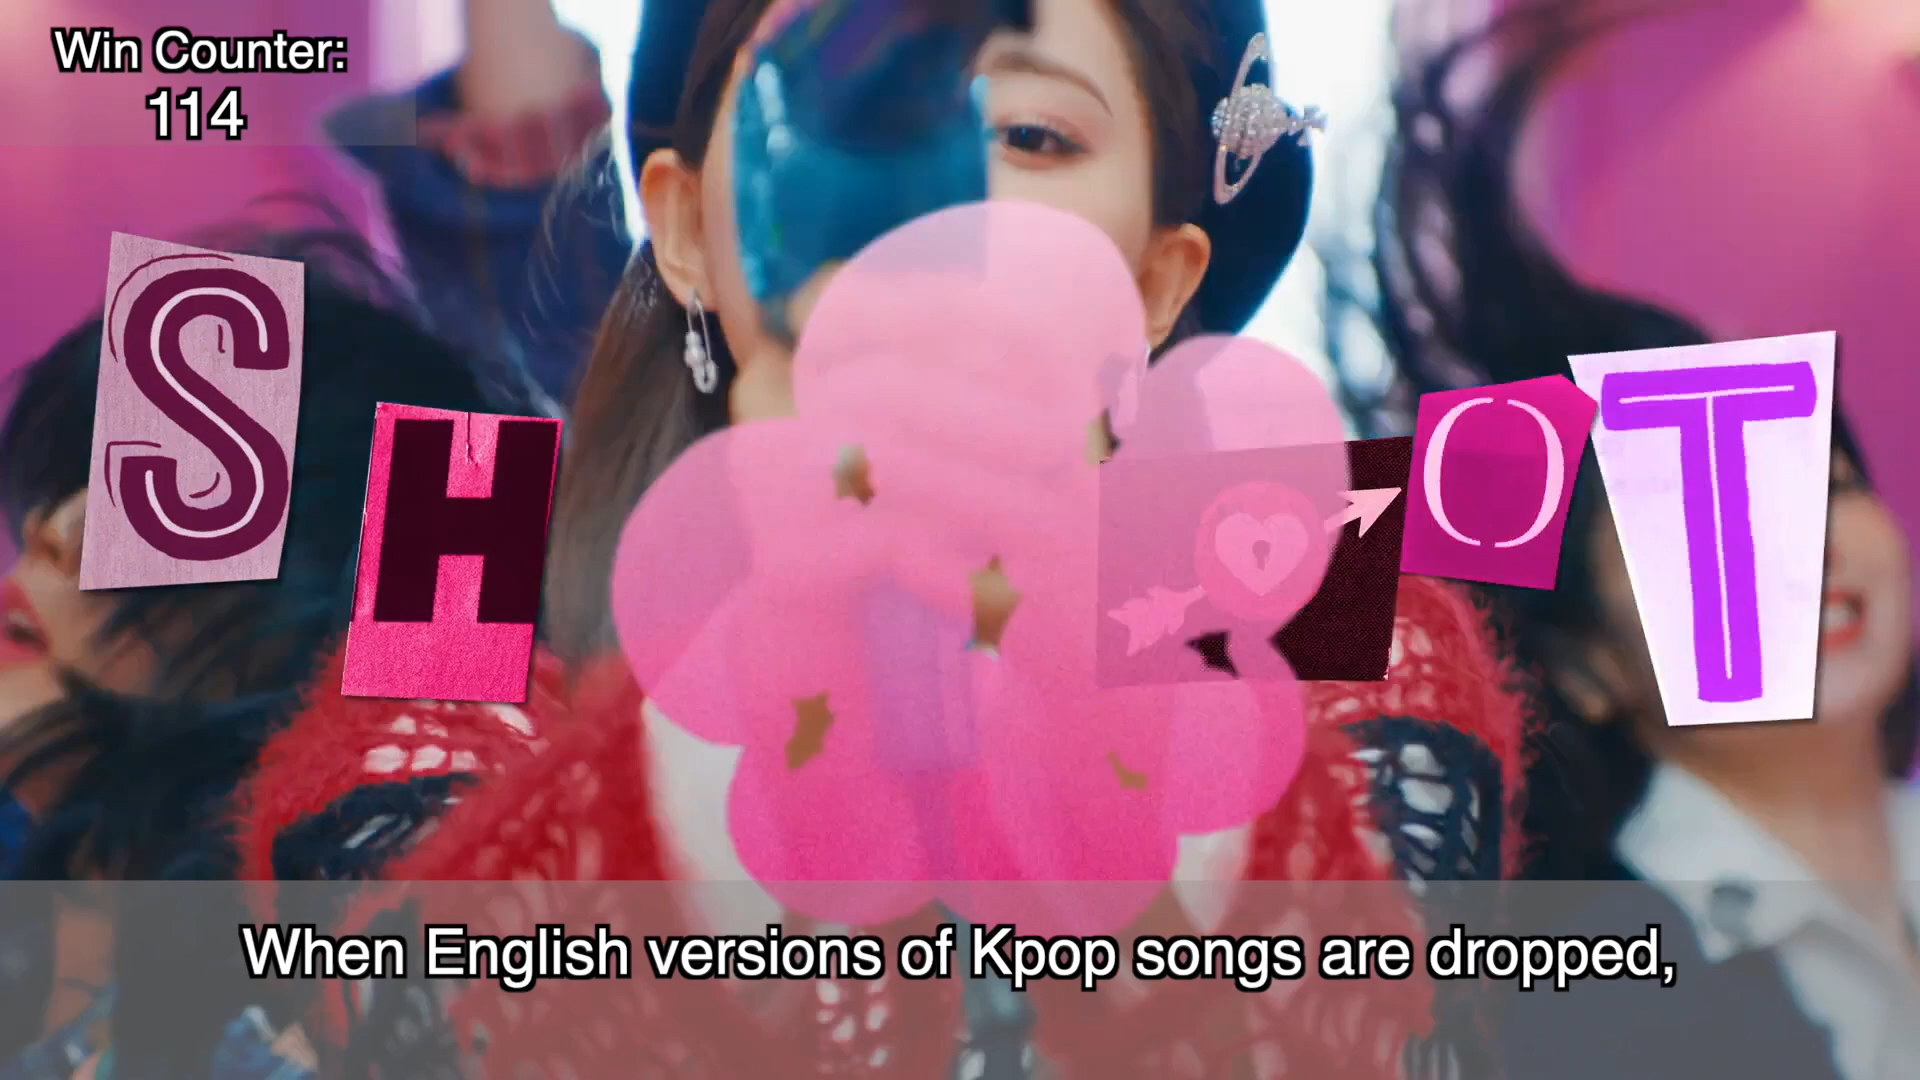 Win Counter:
114
S H O T
When English versions of Kpop songs are dropped,